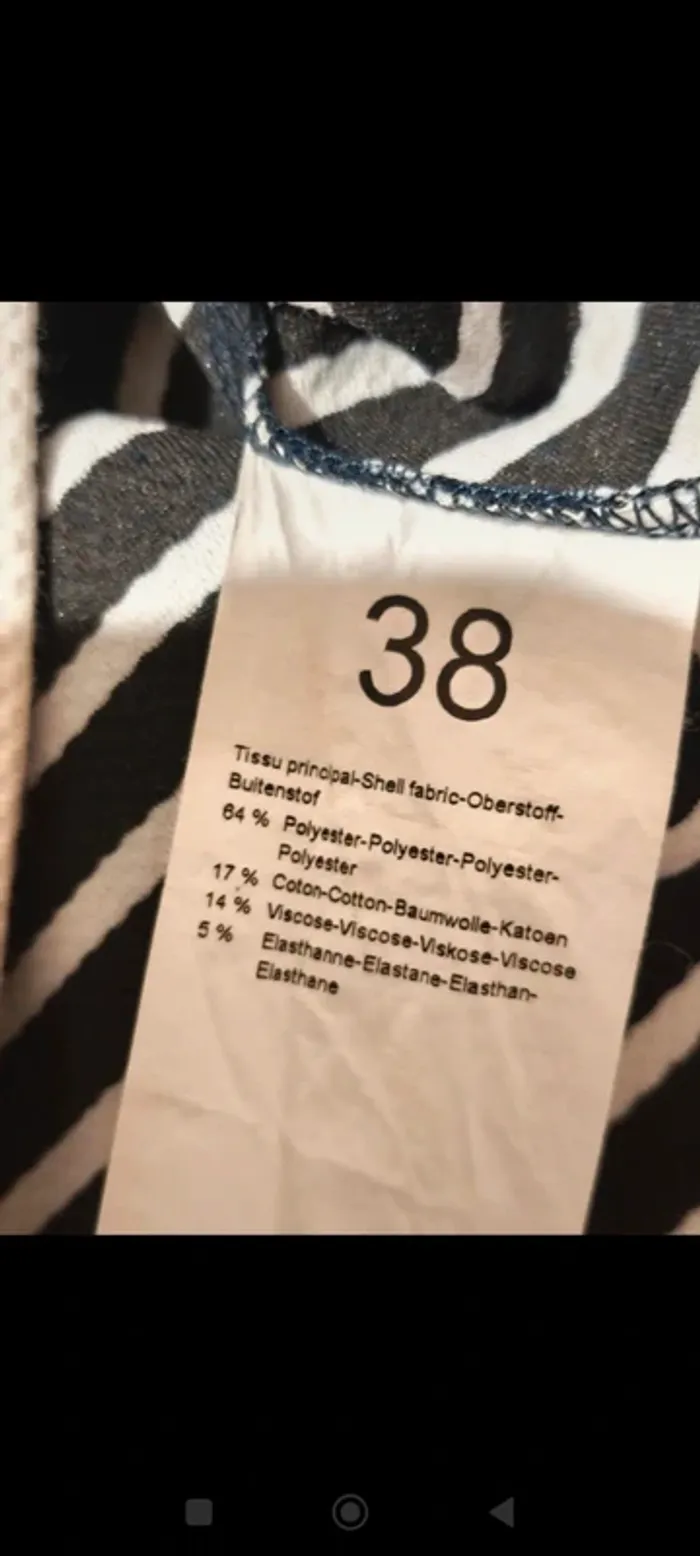 38
Tissu principal-Shell fabric-Oberstoff-
Buitenstof
64 % Polyester-Polyester-Polyester-
Polyester
17 % Coton-Cotton-Baumwolle-Katoen
14 % Viscose-Viscose-Viskose-Viscose
5 % Elasthanne-Elastane-Elasthan-
Elasthane